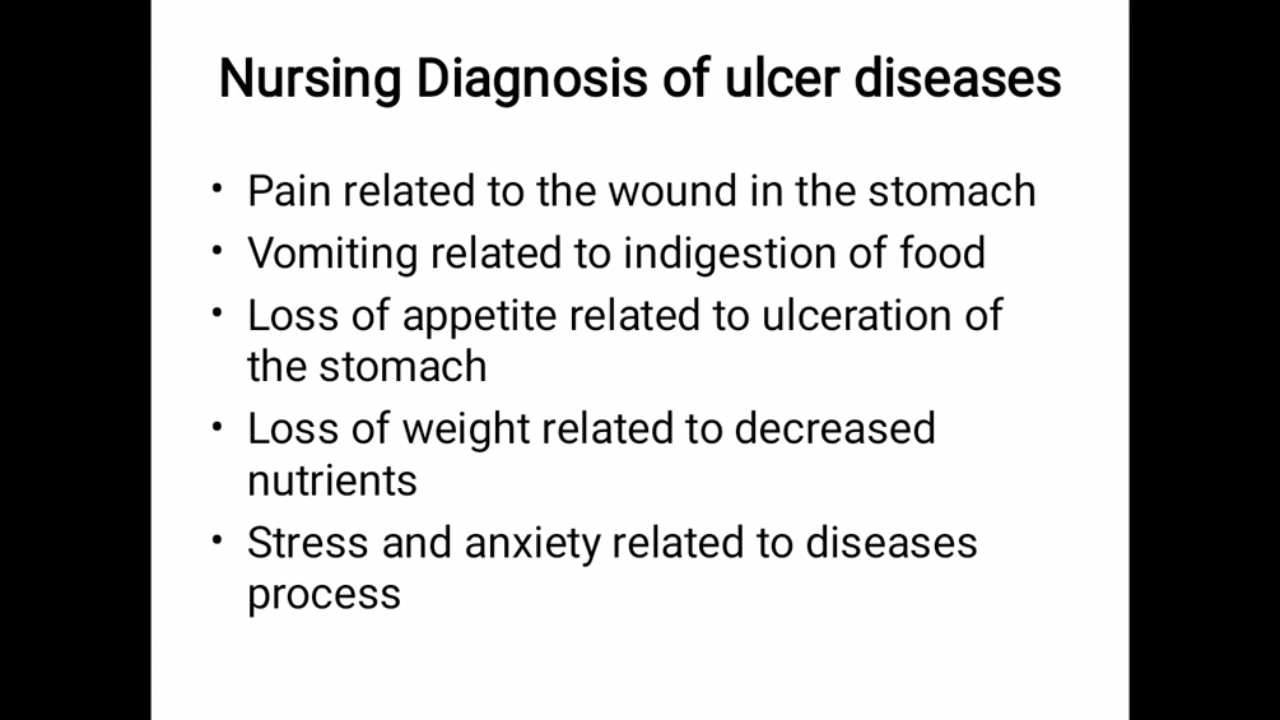 Nursing Diagnosis of ulcer diseases
• Pain related to the wound in the stomach
• Vomiting related to indigestion of food
• Loss of appetite related to ulceration of
the stomach
• Loss of weight related to decreased
nutrients
• Stress and anxiety related to diseases
process